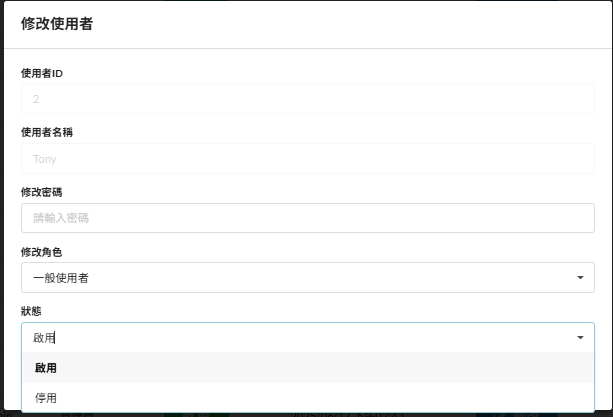 修改使用者
使用者ID
2
使用者名稱
Tony
修改密碼
請輸入密碼
修改角色
一般使用者
狀態
啟用
啟用
停用